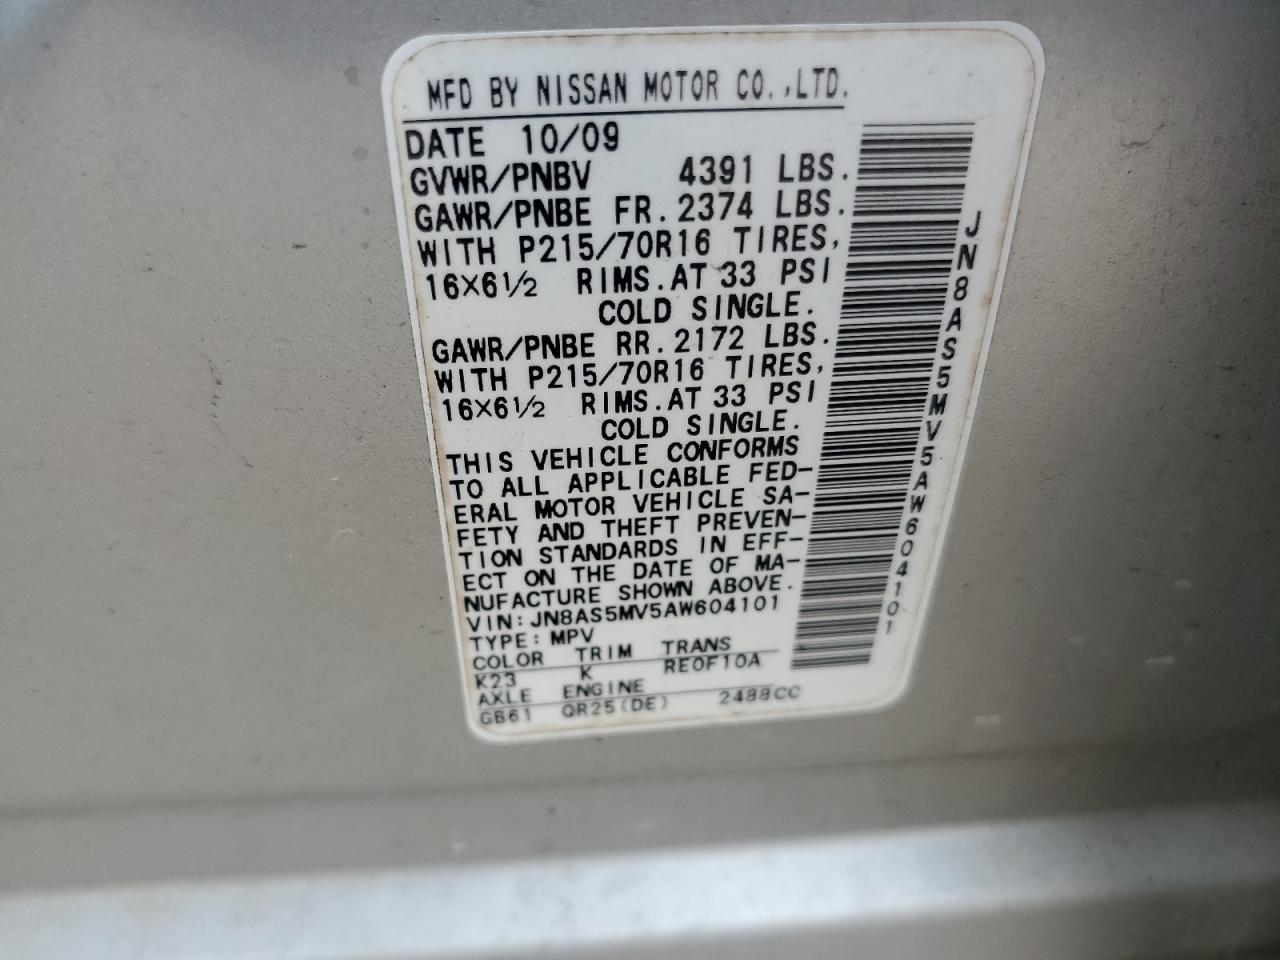 MFD BY NISSAN MOTOR CO.,LTD.
DATE 10/09
GVWR/PNBV 4391 LBS.
GAWR/PNBE FR. 2374 LBS.
WITH P215/70R16 TIRES,
16×6½ RIMS. AT 33 PSI
COLD SINGLE.
GAWR/PNBE RR. 2172 LBS.
WITH P215/70R16 TIRES,
16×6½ RIMS. AT 33 PSI
COLD SINGLE.
THIS VEHICLE CONFORMS
TO ALL APPLICABLE FED-
ERAL MOTOR VEHICLE SA-
FETY AND THEFT PREVEN-
TION STANDARDS IN EFF-
ECT ON THE DATE OF MA-
NUFACTURE SHOWN ABOVE.
VIN: JN8AS5MV5AW604101
TYPE: MPV
COLOR TRIM TRANS
K23 K RE0F10A
AXLE ENGINE
GB61 QR25(DE) 2488CC
JN8AS5MV5AW604101